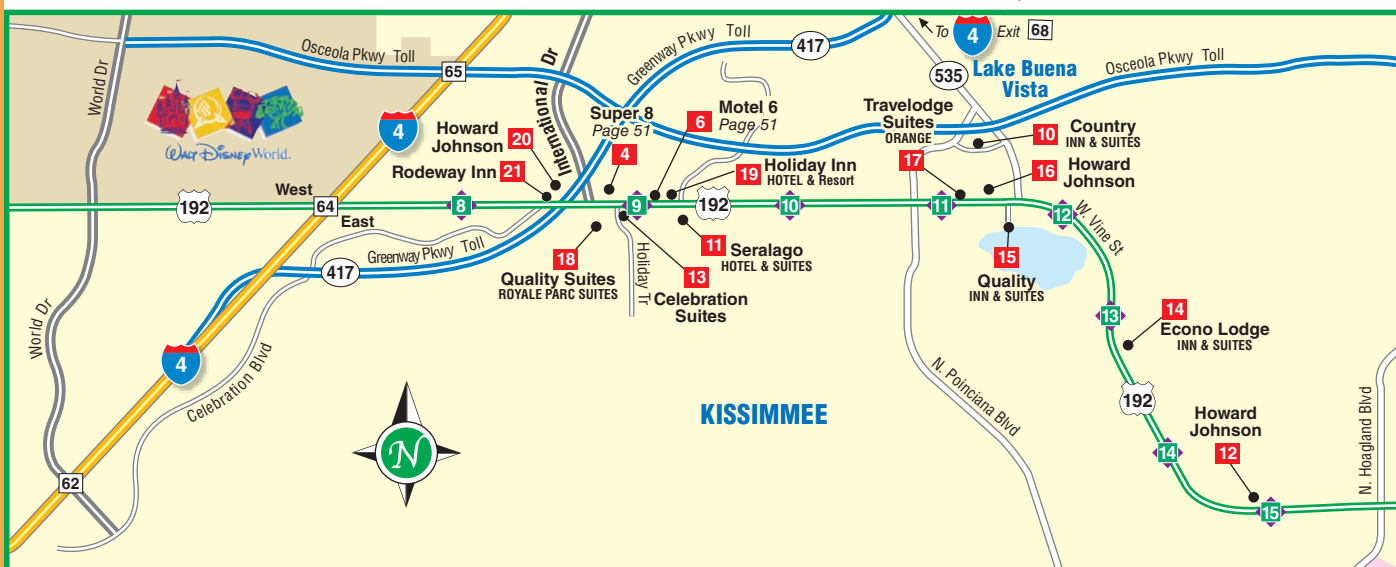 To
4
Exit
68
Osceola Pkwy Toll
65
World Dr
International Dr
Greenway Pkwy Toll
417
535
Lake Buena
Vista
Osceola Pkwy Toll
WALT DISNEY World.
4
Howard
Johnson
20
Rodeway Inn
21
Super 8
Page 51
4
6
Motel 6
Page 51
Travelodge
Suites
ORANGE
17
10
Country
INN & SUITES
16
Howard
Johnson
19
Holiday Inn
HOTEL & Resort
West
192
64
East
8
9
192
10
11
12
W. Vine St
417
Greenway Pkwy Toll
18
Quality Suites
ROYALE PARC SUITES
Holiday Tr
11
Seralago
HOTEL & SUITES
13
Celebration
Suites
15
Quality
INN & SUITES
13
14
Econo Lodge
INN & SUITES
World Dr
4
Celebration Blvd
N
KISSIMMEE
N. Poinciana Blvd
192
Howard
Johnson
12
14
15
N. Hoagland Blvd
62